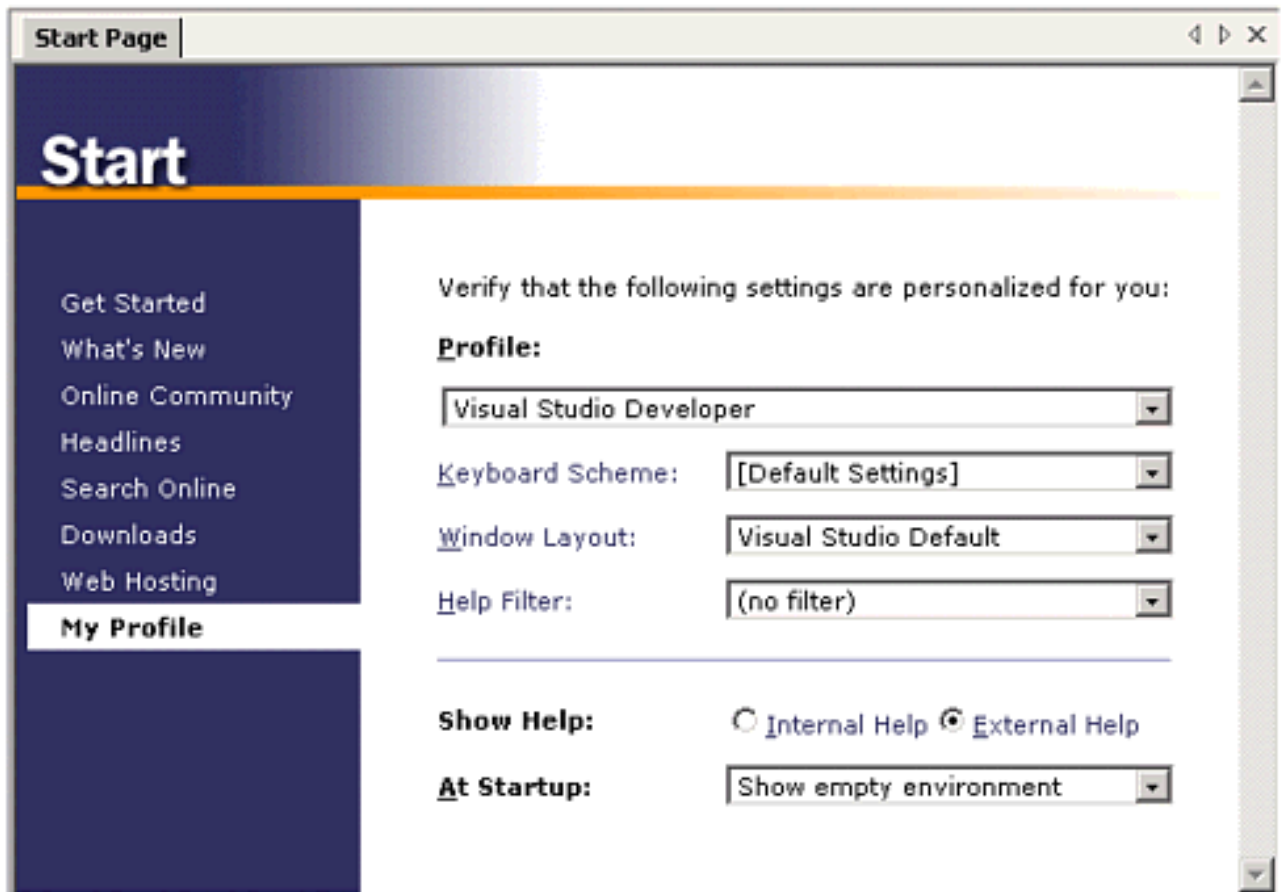 Start Page
Start
Get Started
What's New
Online Community
Headlines
Search Online
Downloads
Web Hosting
My Profile
Verify that the following settings are personalized for you:
Profile:
Visual Studio Developer
Keyboard Scheme: [Default Settings]
Window Layout: Visual Studio Default
Help Filter: (no filter)
Show Help: Internal Help External Help
At Startup: Show empty environment